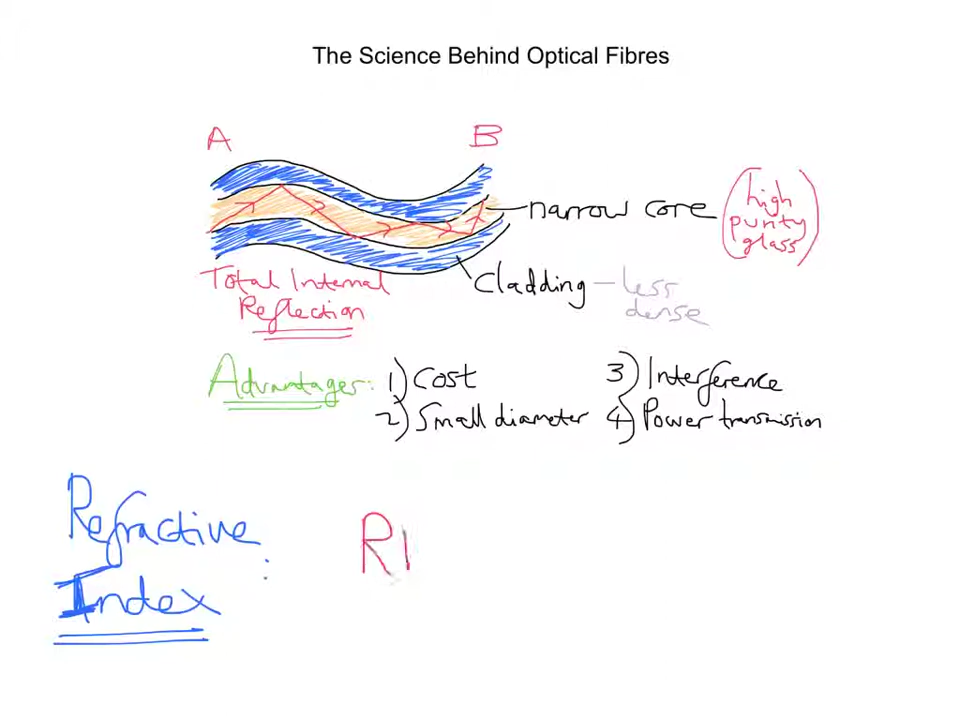 The Science Behind Optical Fibres
A B
narrow core (high purity glass)
Cladding - less dense
Total Internal
Reflection
Advantages: 1) Cost 3) Interference
2) Small diameter 4) Power transmission
Refractive
Index :
RI